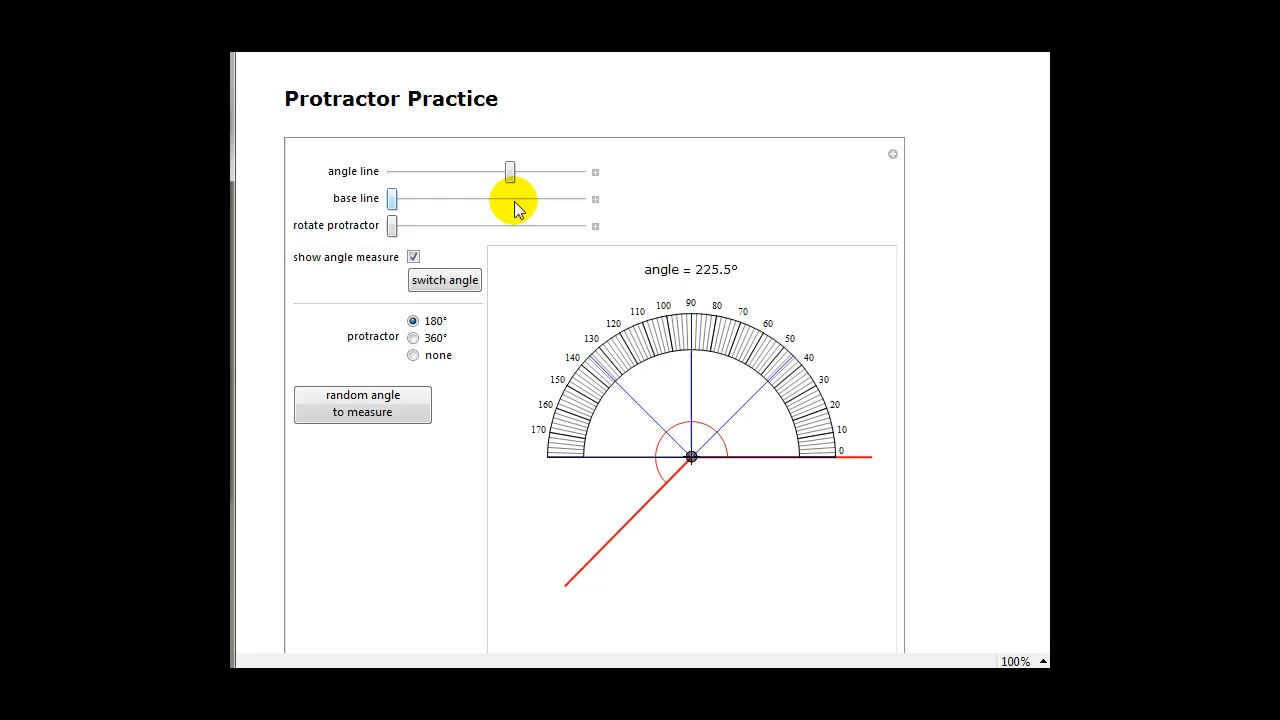 Protractor Practice
angle line
base line
rotate protractor
show angle measure
switch angle
angle = 225.5°
protractor
180°
360°
none
random angle
to measure
170
160
150
140
130
120
110
100
90
80
70
60
50
40
30
20
10
0
100%